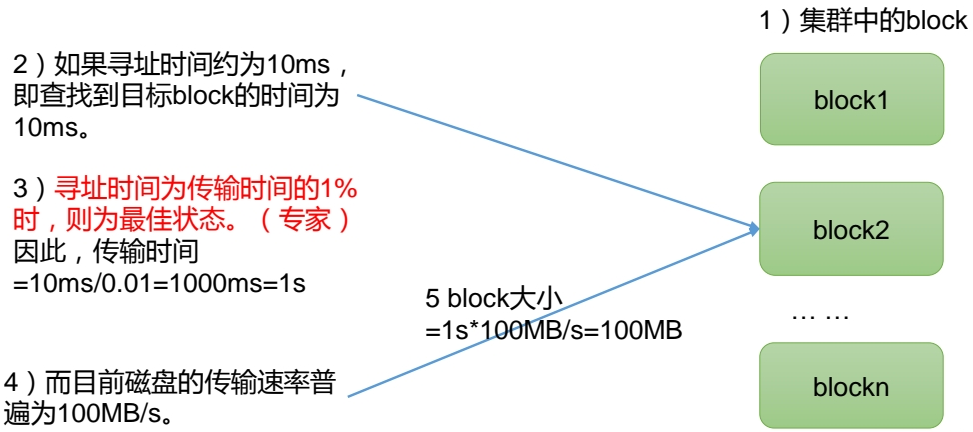 1）集群中的block
2）如果寻址时间约为10ms，
即查找到目标block的时间为
10ms。
3）寻址时间为传输时间的1%
时，则为最佳状态。（专家）
因此，传输时间
=10ms/0.01=1000ms=1s
4）而目前磁盘的传输速率普
遍为100MB/s。
5 block大小
=1s*100MB/s=100MB
block1
block2
… …
blockn